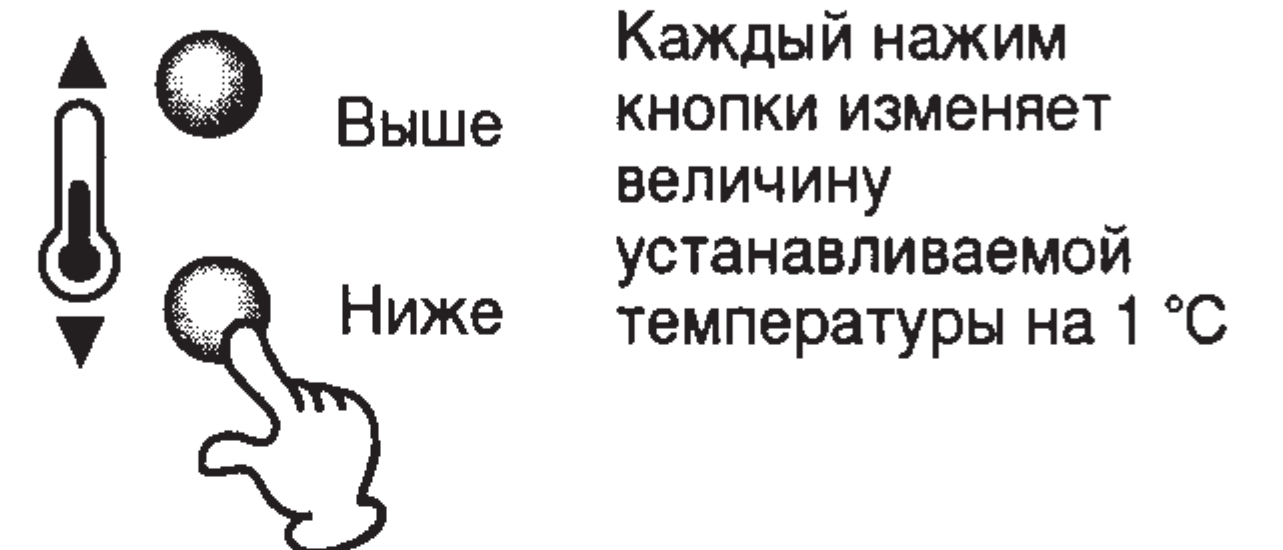 Выше
Ниже
Каждый нажим
кнопки изменяет
величину
устанавливаемой
температуры на 1 °C